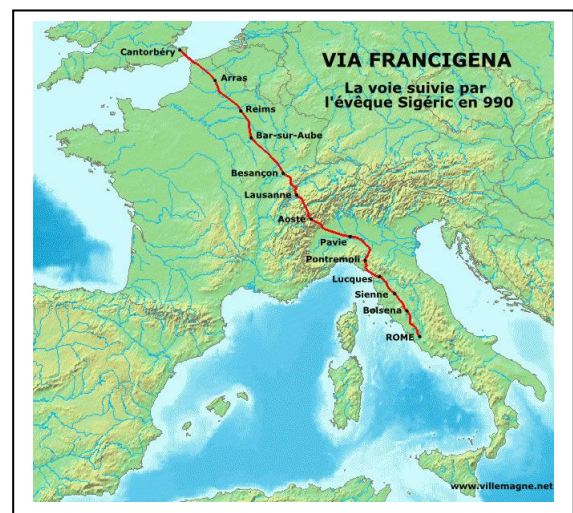 VIA FRANCIGENA
La voie suivie par
l'évêque Sigéric en 990
Cantorbéry
Arras
Reims
Bar-sur-Aube
Besançon
Lausanne
Aoste
Pavie
Pontremoli
Lucques
Sienne
Bolsena
ROME
www.villemagne.net